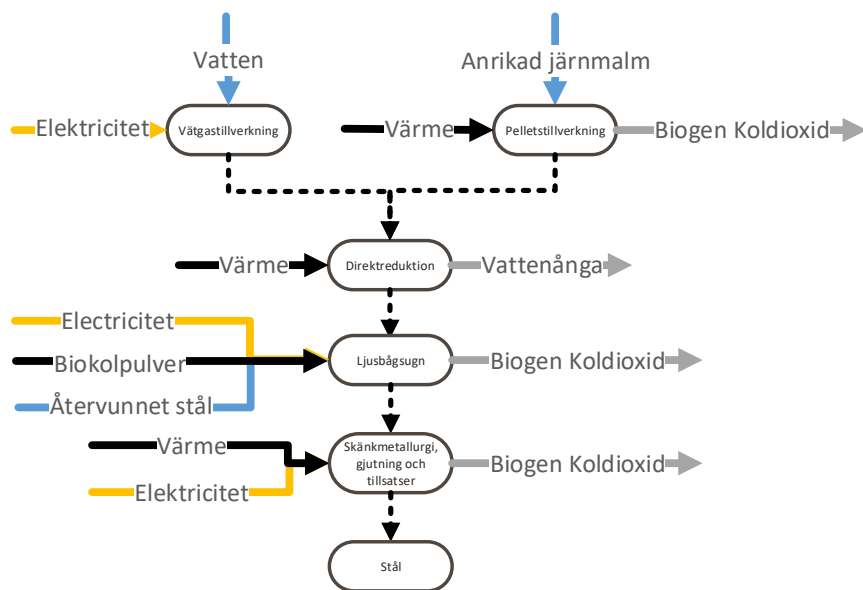 Vatten
Anrikad järnmalm
Elektricitet
Vätgastillverkning
Värme
Pelletstillverkning
Biogen Koldioxid
Värme
Direktreduktion
Vattenånga
Electricitet
Biokolpulver
Ljusbågsugn
Biogen Koldioxid
Återvunnet stål
Värme
Skänkmetallurgi,
gjutning och
tillsatser
Biogen Koldioxid
Elektricitet
Stål